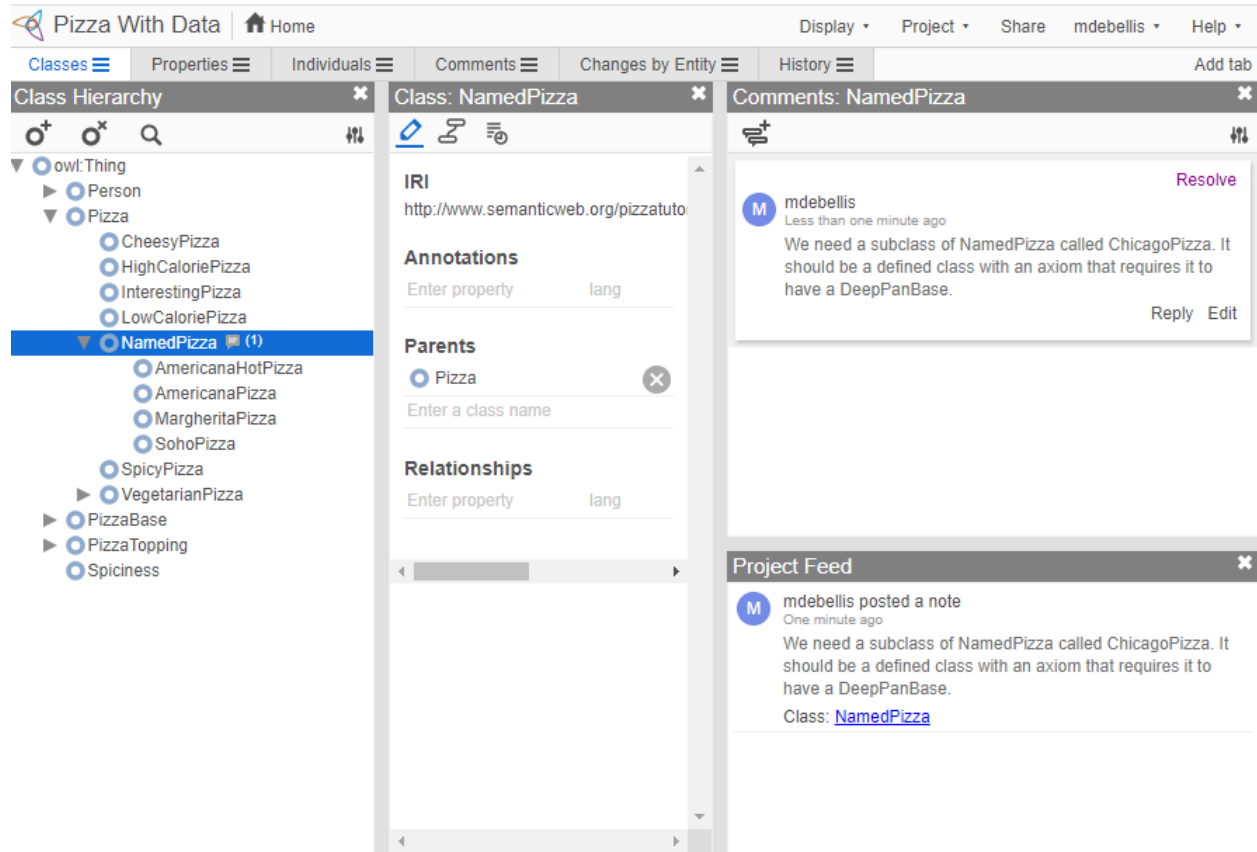 Pizza With Data Home Display Project Share mdebellis Help
Classes Properties Individuals Comments Changes by Entity History Add tab
Class Hierarchy
owl:Thing
Person
Pizza
CheesyPizza
HighCaloriePizza
InterestingPizza
LowCaloriePizza
NamedPizza (1)
AmericanaHotPizza
AmericanaPizza
MargheritaPizza
SohoPizza
SpicyPizza
VegetarianPizza
PizzaBase
PizzaTopping
Spiciness
Class: NamedPizza
IRI
http://www.semanticweb.org/pizzatuto
Annotations
Enter property lang
Parents
Pizza
Enter a class name
Relationships
Enter property lang
Comments: NamedPizza
Resolve
M
mdebellis
Less than one minute ago
We need a subclass of NamedPizza called ChicagoPizza. It
should be a defined class with an axiom that requires it to
have a DeepPanBase.
Reply Edit
Project Feed
M
mdebellis posted a note
One minute ago
We need a subclass of NamedPizza called ChicagoPizza. It
should be a defined class with an axiom that requires it to
have a DeepPanBase.
Class: NamedPizza